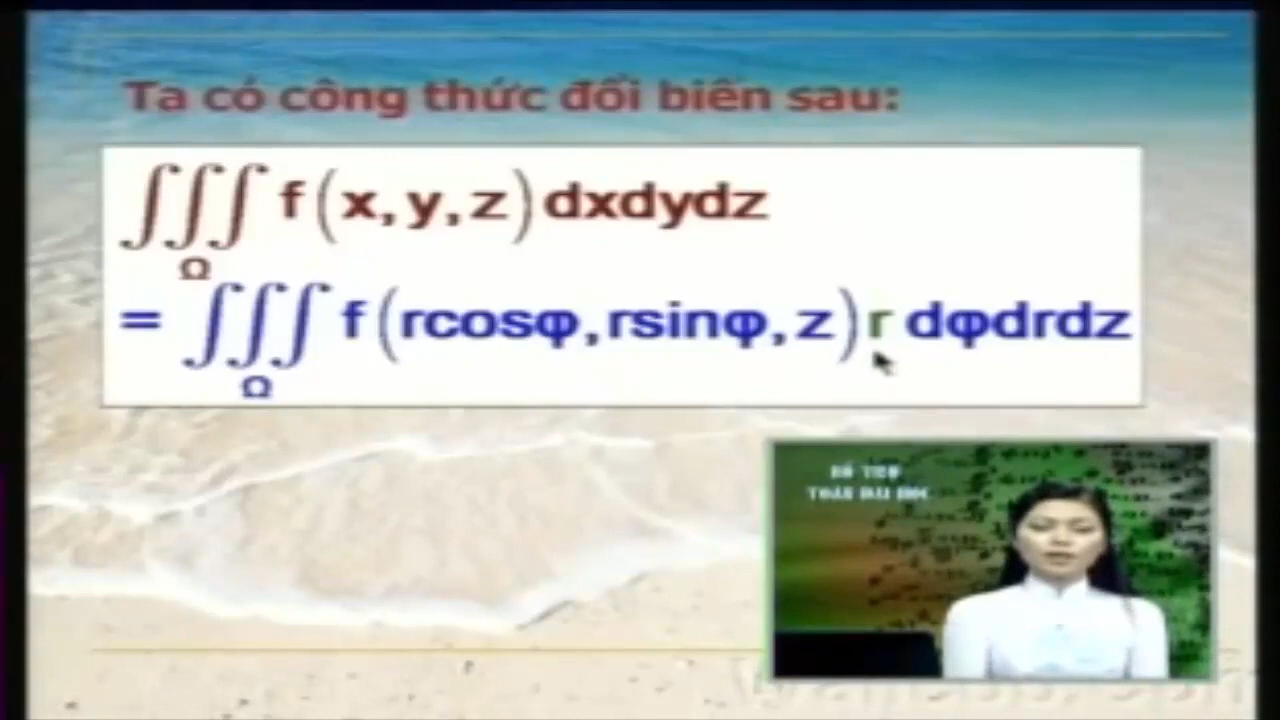 Ta có công thức đổi biến sau:
∫∫∫ f(x,y,z)dxdydz
Ω
= ∫∫∫ f(rcosφ,rsinφ,z)r dφdrdz
Ω